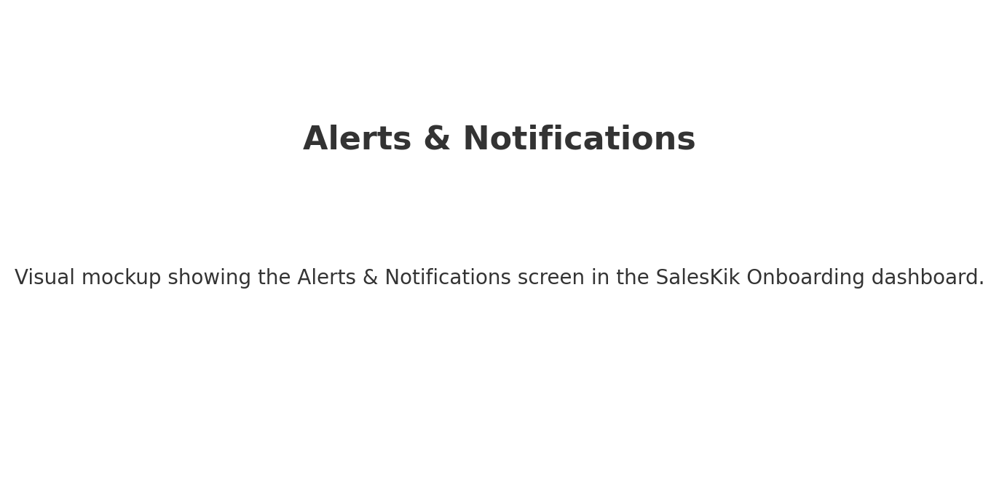 Alerts & Notifications
Visual mockup showing the Alerts & Notifications screen in the SalesKik Onboarding dashboard.